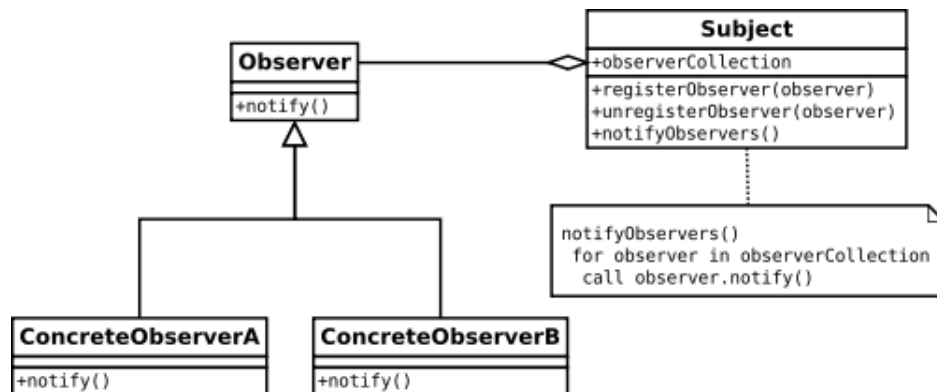 Observer
+notify()
Subject
+observerCollection
+registerObserver(observer)
+unregisterObserver(observer)
+notifyObservers()
notifyObservers()
for observer in observerCollection
call observer.notify()
ConcreteObserverA
+notify()
ConcreteObserverB
+notify()